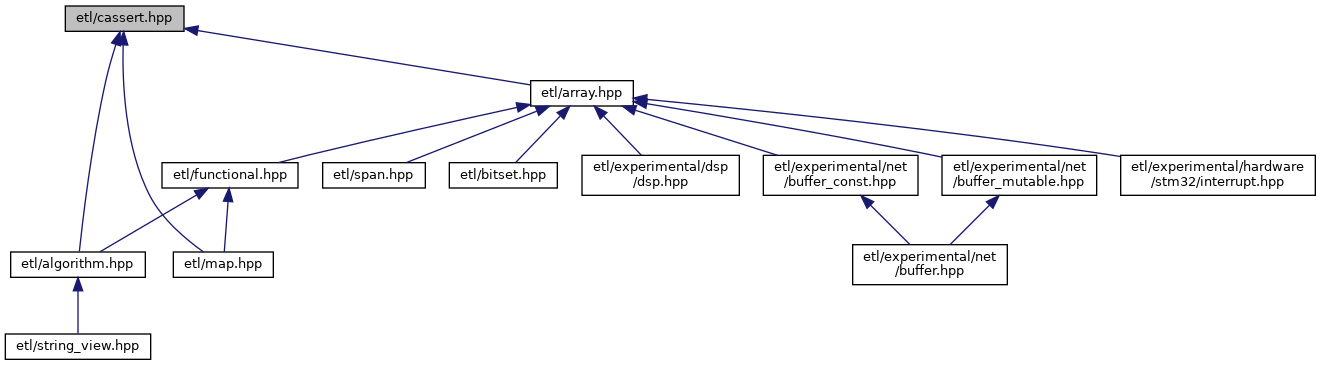 etl/cassert.hpp
etl/array.hpp
etl/functional.hpp
etl/span.hpp
etl/bitset.hpp
etl/experimental/dsp
/dsp.hpp
etl/experimental/net
/buffer_const.hpp
etl/experimental/net
/buffer_mutable.hpp
etl/experimental/hardware
/stm32/interrupt.hpp
etl/algorithm.hpp
etl/map.hpp
etl/experimental/net
/buffer.hpp
etl/string_view.hpp